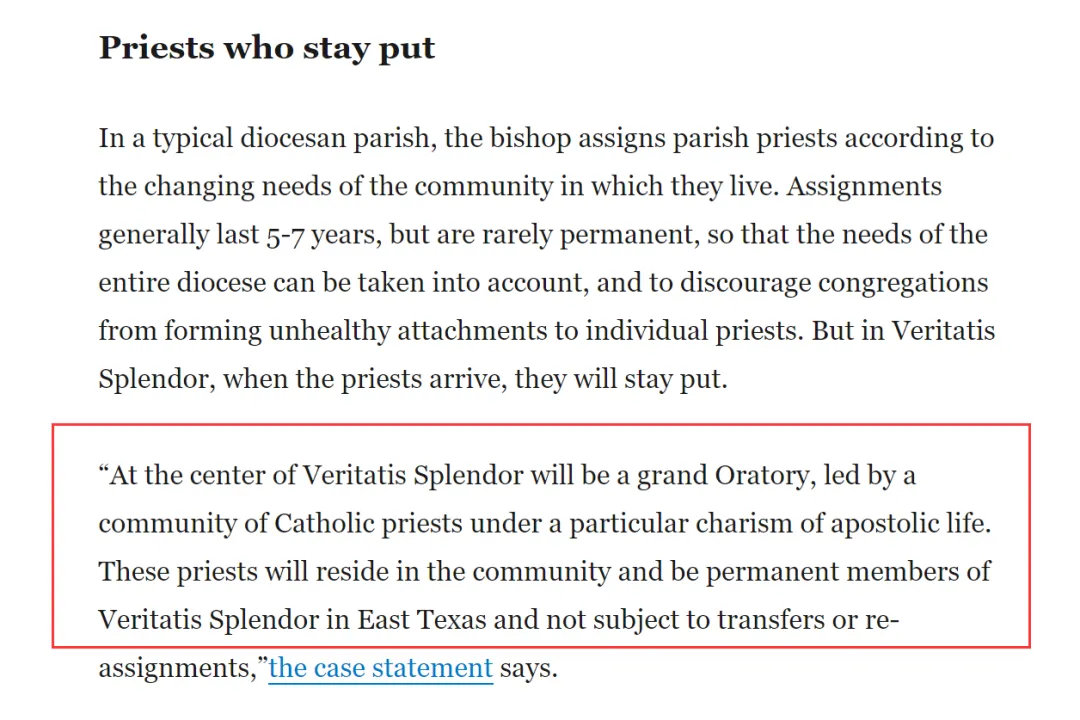 Priests who stay put
In a typical diocesan parish, the bishop assigns parish priests according to
the changing needs of the community in which they live. Assignments
generally last 5-7 years, but are rarely permanent, so that the needs of the
entire diocese can be taken into account, and to discourage congregations
from forming unhealthy attachments to individual priests. But in Veritatis
Splendor, when the priests arrive, they will stay put.
“At the center of Veritatis Splendor will be a grand Oratory, led by a
community of Catholic priests under a particular charism of apostolic life.
These priests will reside in the community and be permanent members of
Veritatis Splendor in East Texas and not subject to transfers or re-
assignments,”the case statement says.